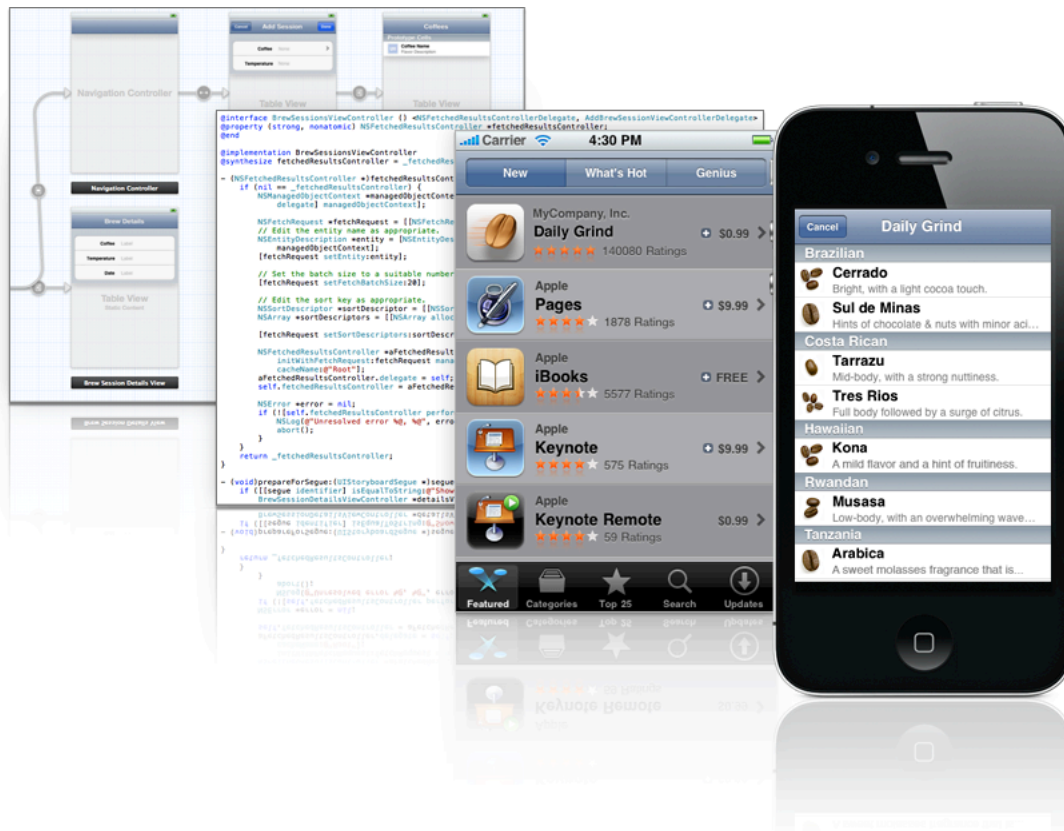 Cancel
Add Session
Done
Coffees
Prototype Cells
Coffee
None
Coffee Name
Flavor Description
Temperature
None
Navigation Controller
Table View
Table View
Navigation Controller
Brew Details
Coffee
Label
Temperature
Label
Date
Label
Table View
(Static Content)
Brew Session Details View
@interface BrewSessionsViewController () <NSFetchedResultsControllerDelegate, AddBrewSessionViewControllerDelegate>
@property (strong, nonatomic) NSFetchedResultsController *fetchedResultsController;
@end
@implementation BrewSessionsViewController
@synthesize fetchedResultsController = _fetchedRes
- (NSFetchedResultsController *)fetchedResultsCont
if (nil == _fetchedResultsController) {
NSManagedObjectContext *managedObjectConte
delegate] managedObjectContext];
NSFetchRequest *fetchRequest = [[NSFetchRe
// Edit the entity name as appropriate.
NSEntityDescription *entity = [NSEntityDes
managedObjectContext];
[fetchRequest setEntity:entity];
// Set the batch size to a suitable number
[fetchRequest setFetchBatchSize:20];
// Edit the sort key as appropriate.
NSSortDescriptor *sortDescriptor = [[NSSor
NSArray *sortDescriptors = [[NSArray alloc
[fetchRequest setSortDescriptors:sortDescr
NSFetchedResultsController *aFetchedResult
initWithFetchRequest:fetchRequest mana
cacheName:@"Root"];
aFetchedResultsController.delegate = self;
self.fetchedResultsController = aFetchedRe
NSError *error = nil;
if (![self.fetchedResultsController perfor
NSLog(@"Unresolved error %@, %@", erro
abort();
}
}
return _fetchedResultsController;
}
- (void)prepareForSegue:(UIStoryboardSegue *)segue
if ([[segue identifier] isEqualToString:@"Show
BrewSessionDetailsViewController *detailsV
Carrier
4:30 PM
New
What's Hot
Genius
MyCompany, Inc.
Daily Grind
$0.99
140080 Ratings
Apple
Pages
$9.99
1878 Ratings
Apple
iBooks
FREE
5577 Ratings
Apple
Keynote
$9.99
575 Ratings
Apple
Keynote Remote
$0.99
59 Ratings
Featured
Categories
Top 25
Search
Updates
Cancel
Daily Grind
Brazilian
Cerrado
Bright, with a light cocoa touch.
Sul de Minas
Hints of chocolate & nuts with minor aci...
Costa Rican
Tarrazu
Mid-body, with a strong nuttiness.
Tres Rios
Full body followed by a surge of citrus.
Hawaiian
Kona
A mild flavor and a hint of fruitiness.
Rwandan
Musasa
Low-body, with an overwhelming wave...
Tanzania
Arabica
A sweet molasses fragrance that is...